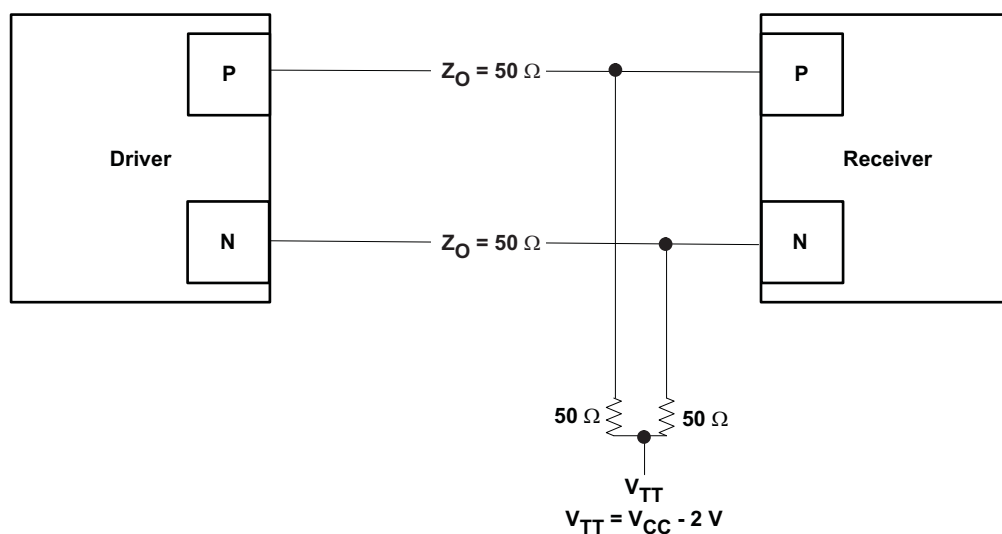 P
Z_O = 50 Ω
P
Driver
Receiver
N
Z_O = 50 Ω
N
50 Ω
50 Ω
V_TT
V_TT = V_CC - 2 V